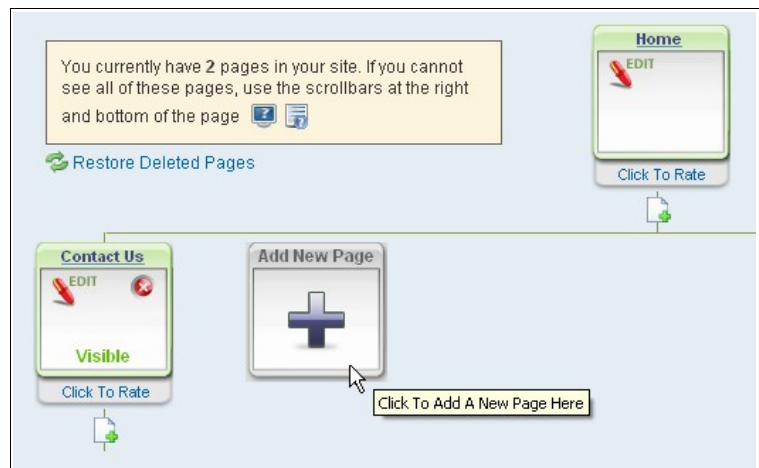 Home
EDIT
You currently have 2 pages in your site. If you cannot
see all of these pages, use the scrollbars at the right
and bottom of the page
Restore Deleted Pages
Click To Rate
Contact Us
EDIT
Visible
Click To Rate
Add New Page
Click To Add A New Page Here